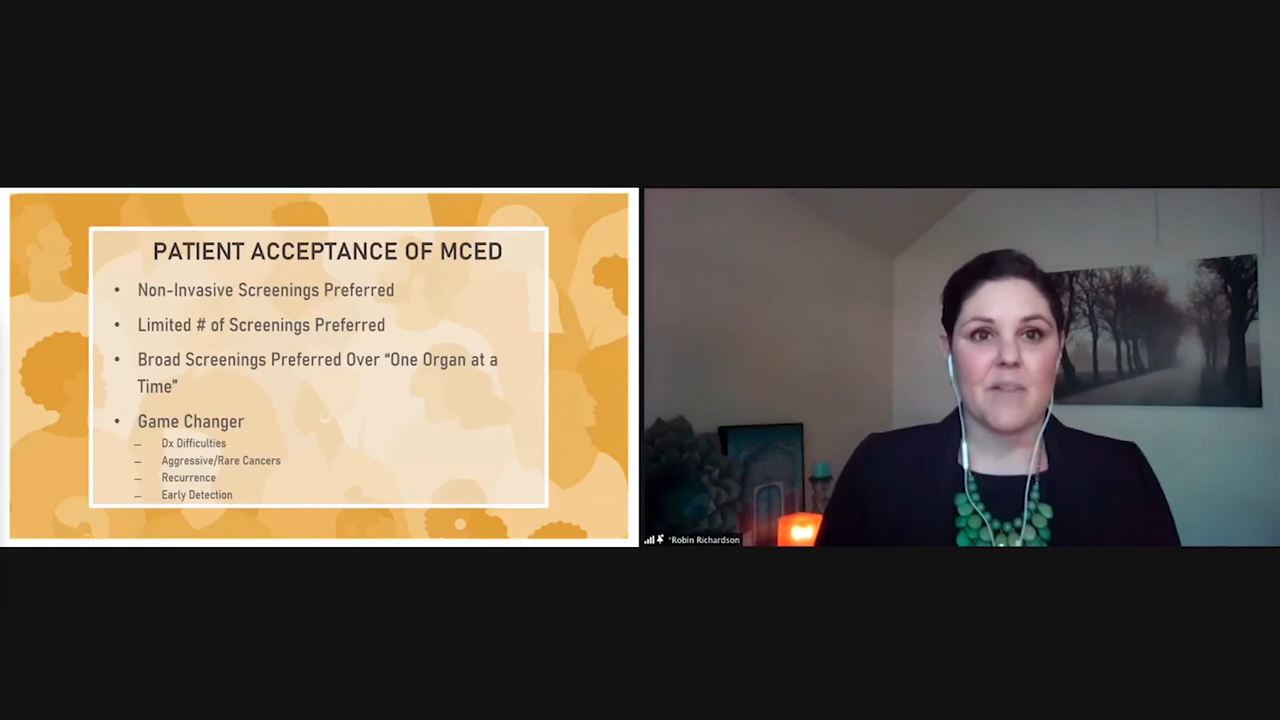 PATIENT ACCEPTANCE OF MCED
• Non-Invasive Screenings Preferred
• Limited # of Screenings Preferred
• Broad Screenings Preferred Over “One Organ at a
Time”
• Game Changer
– Dx Difficulties
– Aggressive/Rare Cancers
– Recurrence
– Early Detection
*Robin Richardson